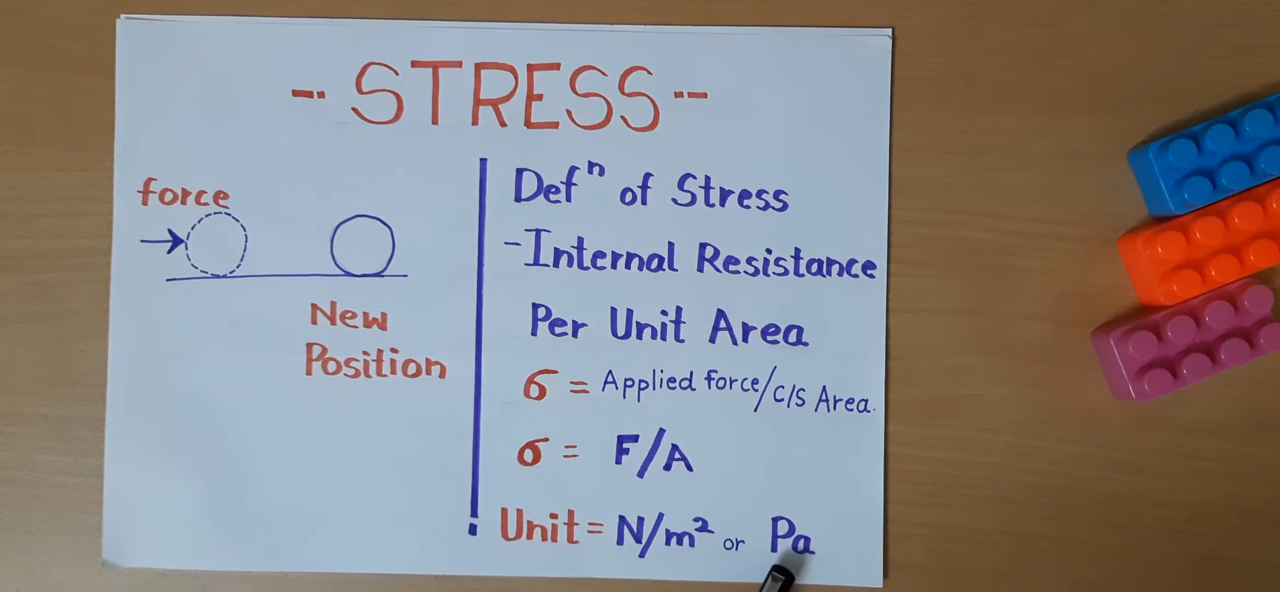 -- STRESS --
force
New
Position
Defⁿ of Stress
- Internal Resistance
Per Unit Area
σ = Applied force/c/s Area.
σ = F/A
Unit = N/m² or Pa